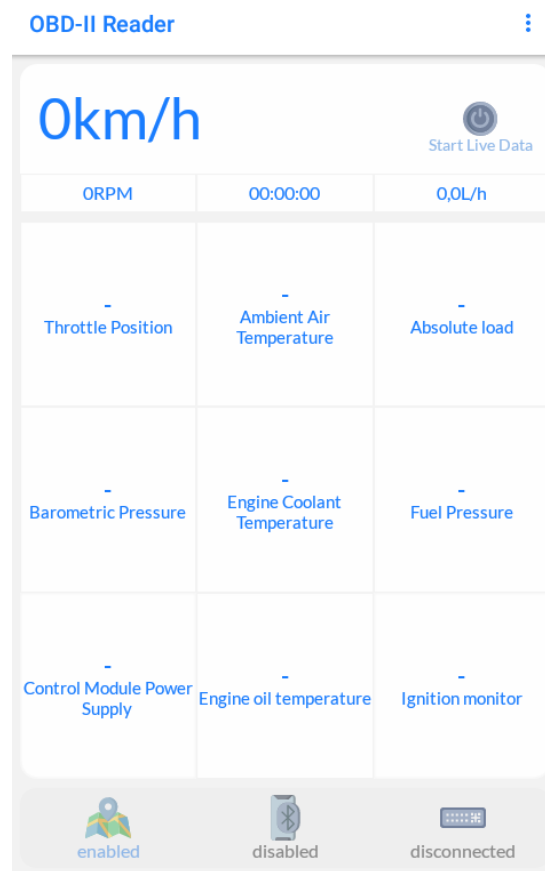 OBD-II Reader
0km/h
Start Live Data
0RPM
00:00:00
0,0L/h
-
Throttle Position
-
Ambient Air
Temperature
-
Absolute load
-
Barometric Pressure
-
Engine Coolant
Temperature
-
Fuel Pressure
-
Control Module Power
Supply
-
Engine oil temperature
-
Ignition monitor
enabled
disabled
disconnected